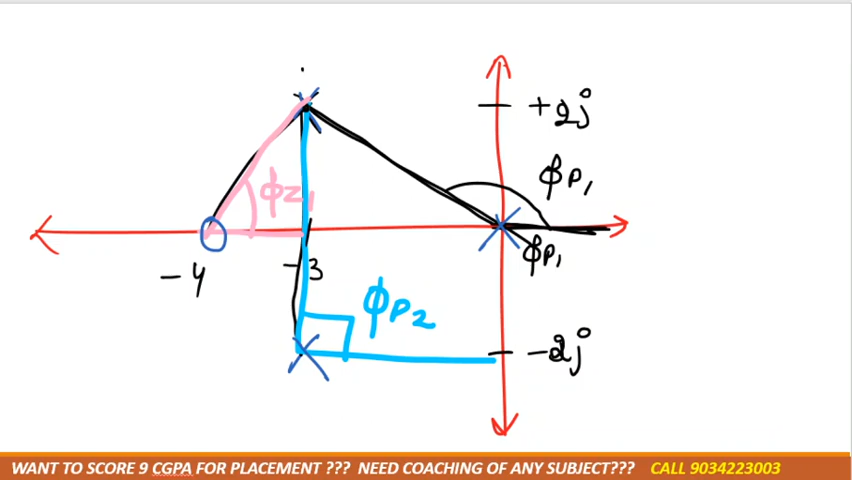 +2j
ϕP1
ϕZ1
ϕP1
-4
-3
ϕP2
-2j
WANT TO SCORE 9 CGPA FOR PLACEMENT ??? NEED COACHING OF ANY SUBJECT??? CALL 9034223003